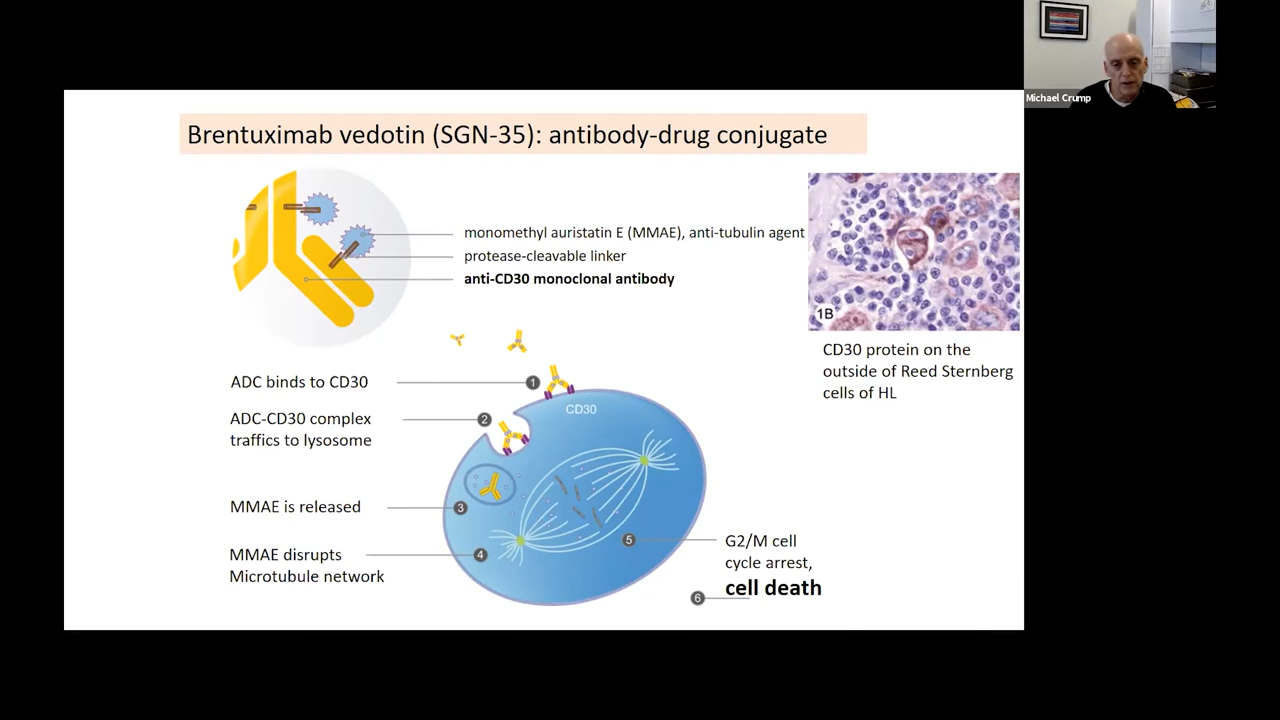 Michael Crump
Brentuximab vedotin (SGN-35): antibody-drug conjugate
monomethyl auristatin E (MMAE), anti-tubulin agent
protease-cleavable linker
anti-CD30 monoclonal antibody
1B
CD30 protein on the
outside of Reed Sternberg
cells of HL
ADC binds to CD30
1
CD30
ADC-CD30 complex
traffics to lysosome
2
MMAE is released
3
MMAE disrupts
Microtubule network
4
5
G2/M cell
cycle arrest,
cell death
6